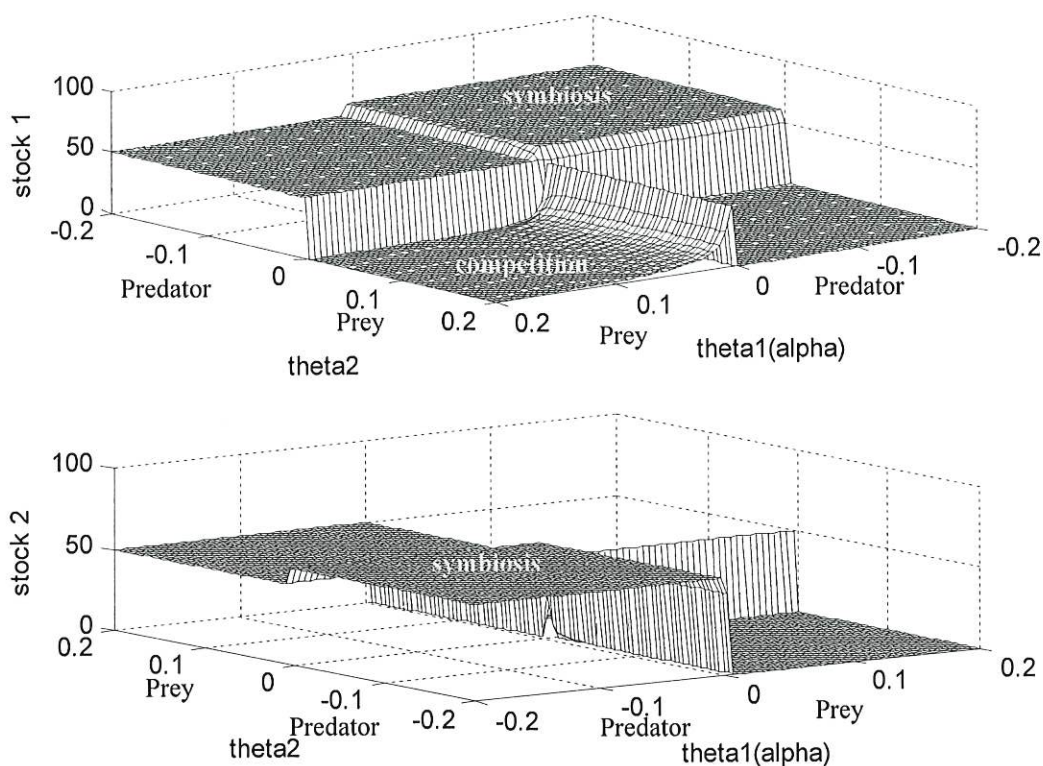 symbiosis
stock 1
100
50
0
-0.2
-0.1
0
0.1
0.2
Predator
Prey
theta2
competition
0.2
0.1
0
-0.1
-0.2
Prey
Predator
theta1(alpha)
symbiosis
stock 2
100
50
0
0.2
0.1
0
-0.1
-0.2
Prey
Predator
theta2
-0.2
-0.1
0
0.1
0.2
Predator
Prey
theta1(alpha)